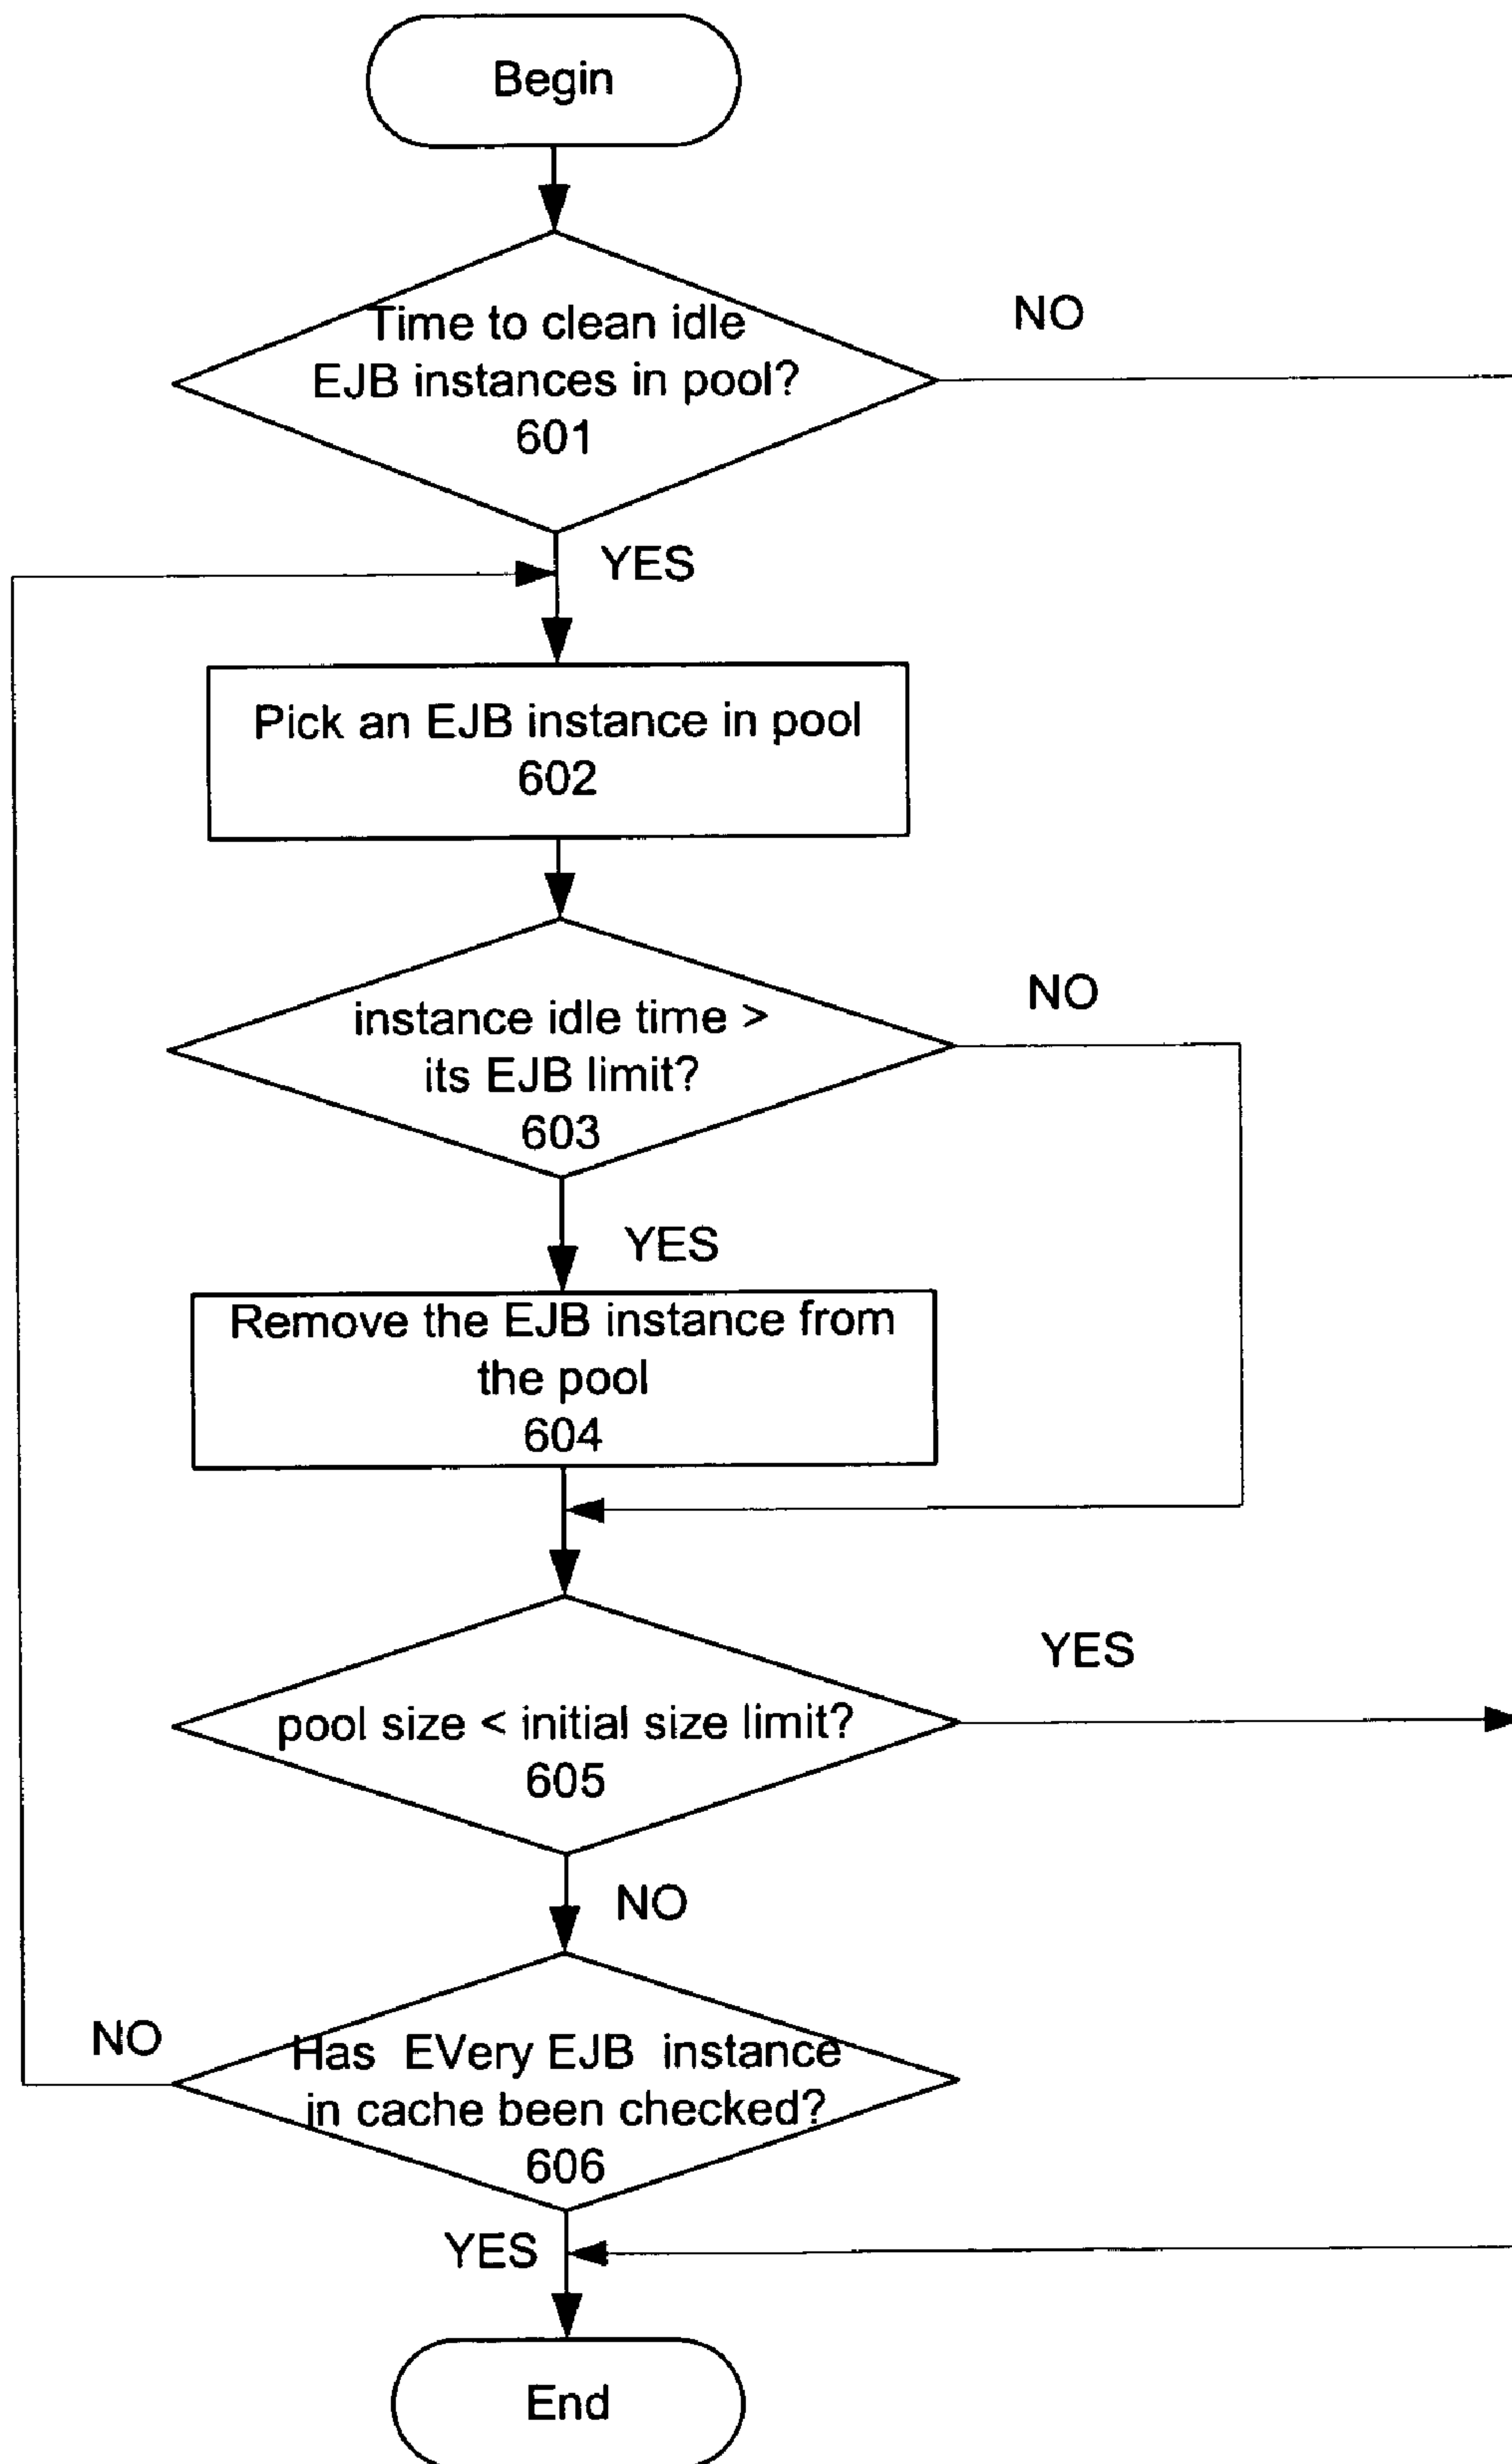 Begin
Time to clean idle
EJB instances in pool?
601
NO
YES
Pick an EJB instance in pool
602
instance idle time >
its EJB limit?
603
NO
YES
Remove the EJB instance from
the pool
604
pool size < initial size limit?
605
YES
NO
Has EVery EJB instance
in cache been checked?
606
NO
YES
End